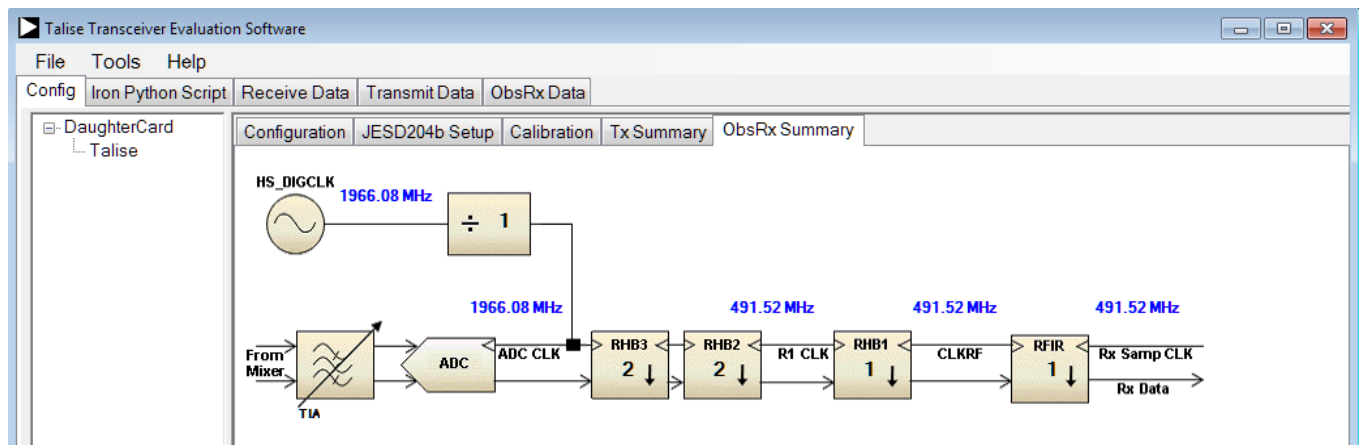 Talise Transceiver Evaluation Software
File Tools Help
Config Iron Python Script Receive Data Transmit Data ObsRx Data
DaughterCard
Talise
Configuration JESD204b Setup Calibration Tx Summary ObsRx Summary
HS_DIGCLK
1966.08 MHz
÷ 1
1966.08 MHz 491.52 MHz 491.52 MHz 491.52 MHz
From
Mixer
TIA
ADC
ADC CLK
RHB3
2
RHB2
2
R1 CLK
RHB1
1
CLKRF
RFIR
1
Rx Samp CLK
Rx Data